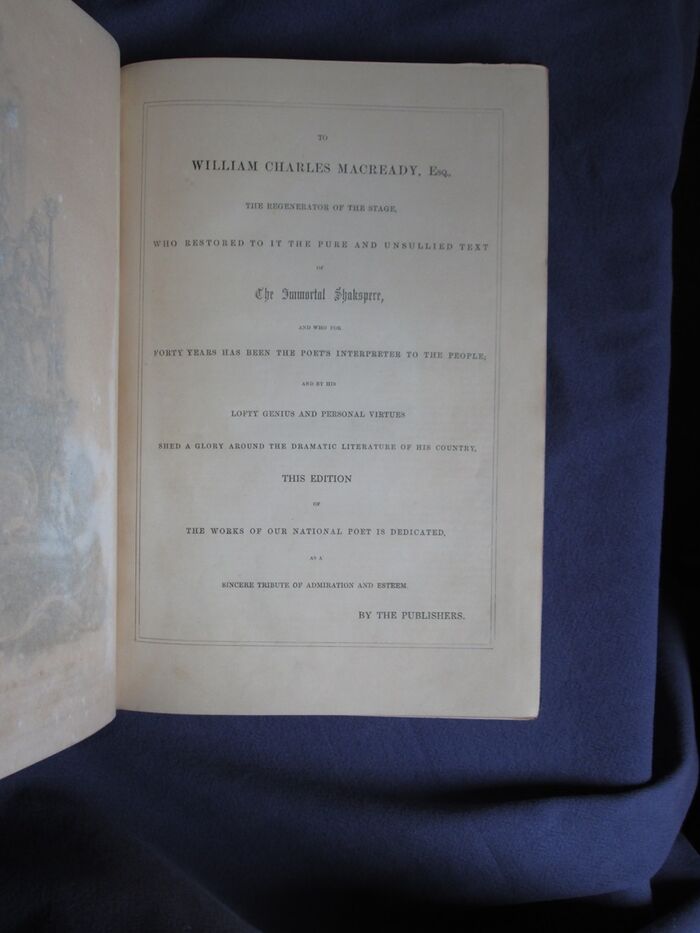 TO
WILLIAM CHARLES MACREADY, Esq.,
THE REGENERATOR OF THE STAGE,
WHO RESTORED TO IT THE PURE AND UNSULLIED TEXT
OF
The Immortal Shakspere,
AND WHO FOR
FORTY YEARS HAS BEEN THE POET'S INTERPRETER TO THE PEOPLE;
AND BY HIS
LOFTY GENIUS AND PERSONAL VIRTUES
SHED A GLORY AROUND THE DRAMATIC LITERATURE OF HIS COUNTRY,
THIS EDITION
OF
THE WORKS OF OUR NATIONAL POET IS DEDICATED,
AS A
SINCERE TRIBUTE OF ADMIRATION AND ESTEEM.
BY THE PUBLISHERS.